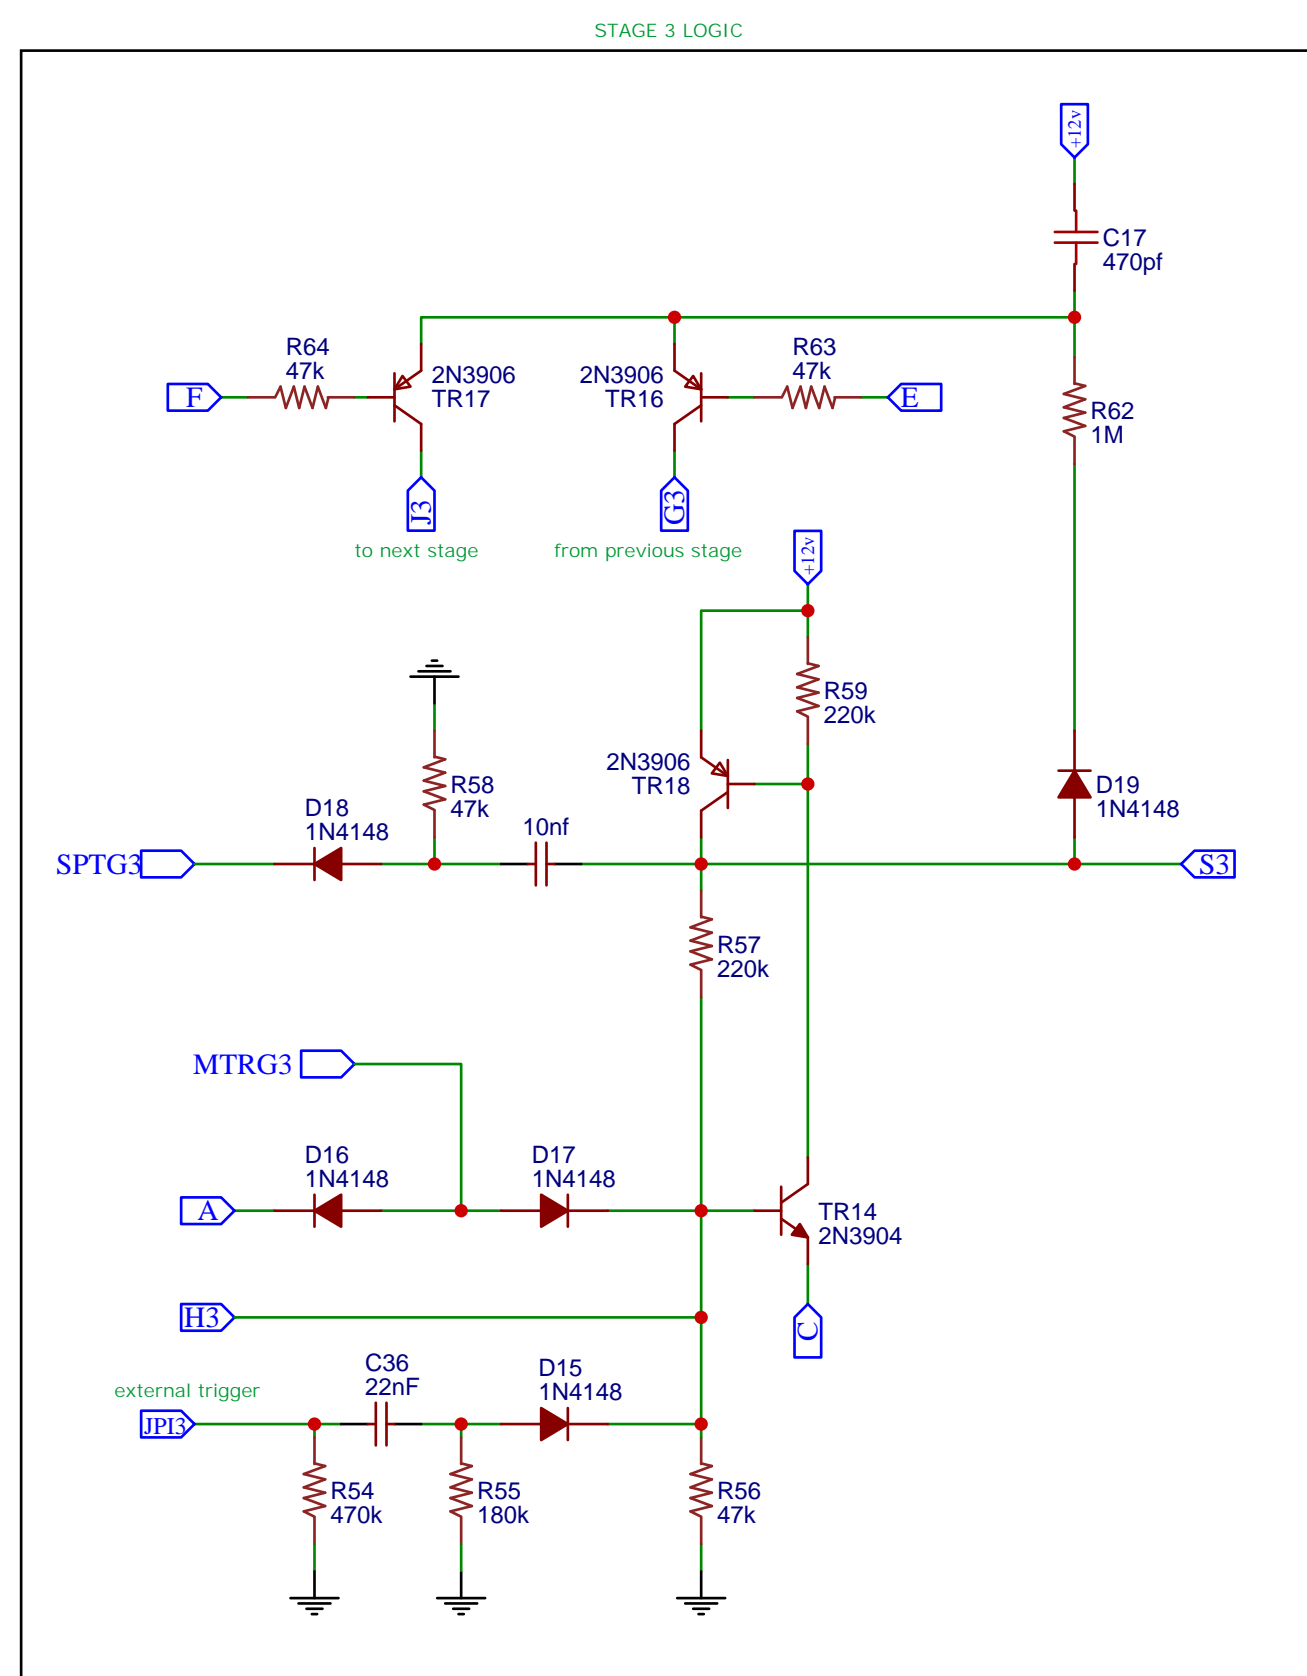 STAGE 3 LOGIC
+12v
C17
470pf
R64
47k
F
2N3906
TR17
2N3906
TR16
R63
47k
E
R62
1M
J3
G3
to next stage
from previous stage
+12v
R59
220k
2N3906
TR18
R58
47k
D18
1N4148
10nf
D19
1N4148
SPTG3
S3
R57
220k
MTRG3
D16
1N4148
D17
1N4148
A
TR14
2N3904
H3
C
C36
22nF
D15
1N4148
external trigger
JPI3
R54
470k
R55
180k
R56
47k